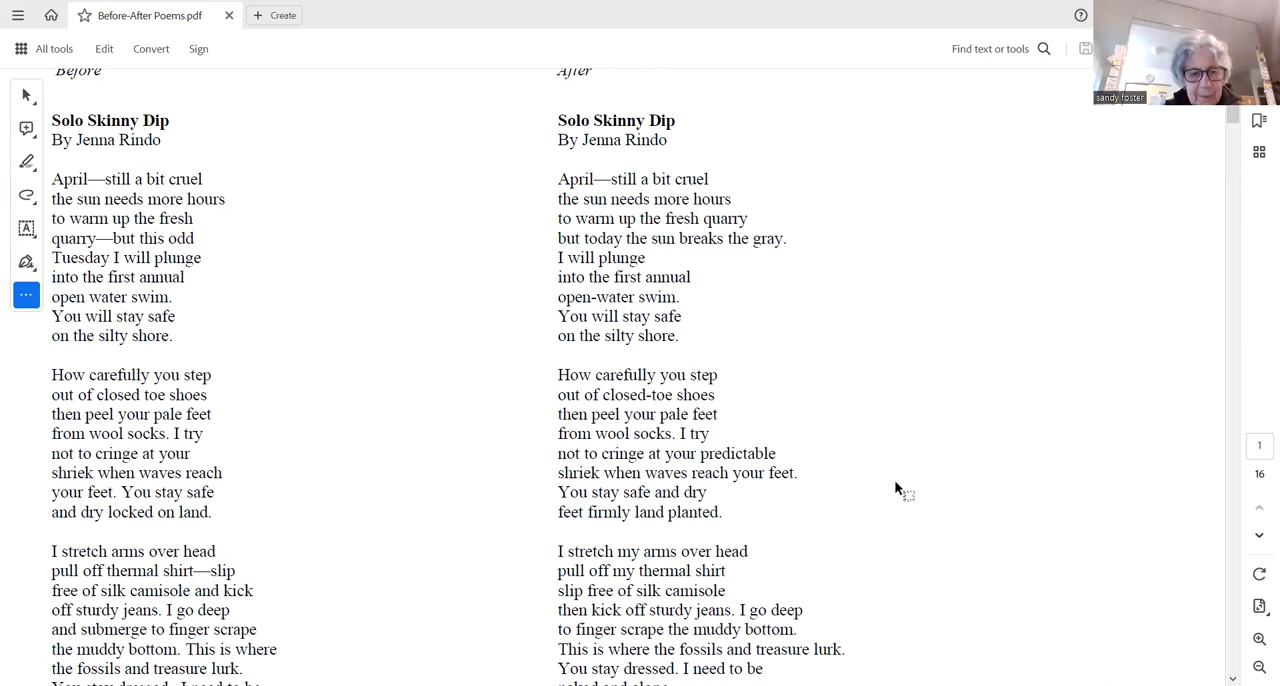 Before-After Poems.pdf
Create
All tools
Edit
Convert
Sign
Find text or tools
sandy foster
Before
Solo Skinny Dip
By Jenna Rindo
April—still a bit cruel
the sun needs more hours
to warm up the fresh
quarry—but this odd
Tuesday I will plunge
into the first annual
open water swim.
You will stay safe
on the silty shore.
How carefully you step
out of closed toe shoes
then peel your pale feet
from wool socks. I try
not to cringe at your
shriek when waves reach
your feet. You stay safe
and dry locked on land.
I stretch arms over head
pull off thermal shirt—slip
free of silk camisole and kick
off sturdy jeans. I go deep
and submerge to finger scrape
the muddy bottom. This is where
the fossils and treasure lurk.
You stay dressed. I need to be
After
Solo Skinny Dip
By Jenna Rindo
April—still a bit cruel
the sun needs more hours
to warm up the fresh quarry
but today the sun breaks the gray.
I will plunge
into the first annual
open-water swim.
You will stay safe
on the silty shore.
How carefully you step
out of closed-toe shoes
then peel your pale feet
from wool socks. I try
not to cringe at your predictable
shriek when waves reach your feet.
You stay safe and dry
feet firmly land planted.
I stretch my arms over head
pull off my thermal shirt
slip free of silk camisole
then kick off sturdy jeans. I go deep
to finger scrape the muddy bottom.
This is where the fossils and treasure lurk.
You stay dressed. I need to be
naked and alone
1
16